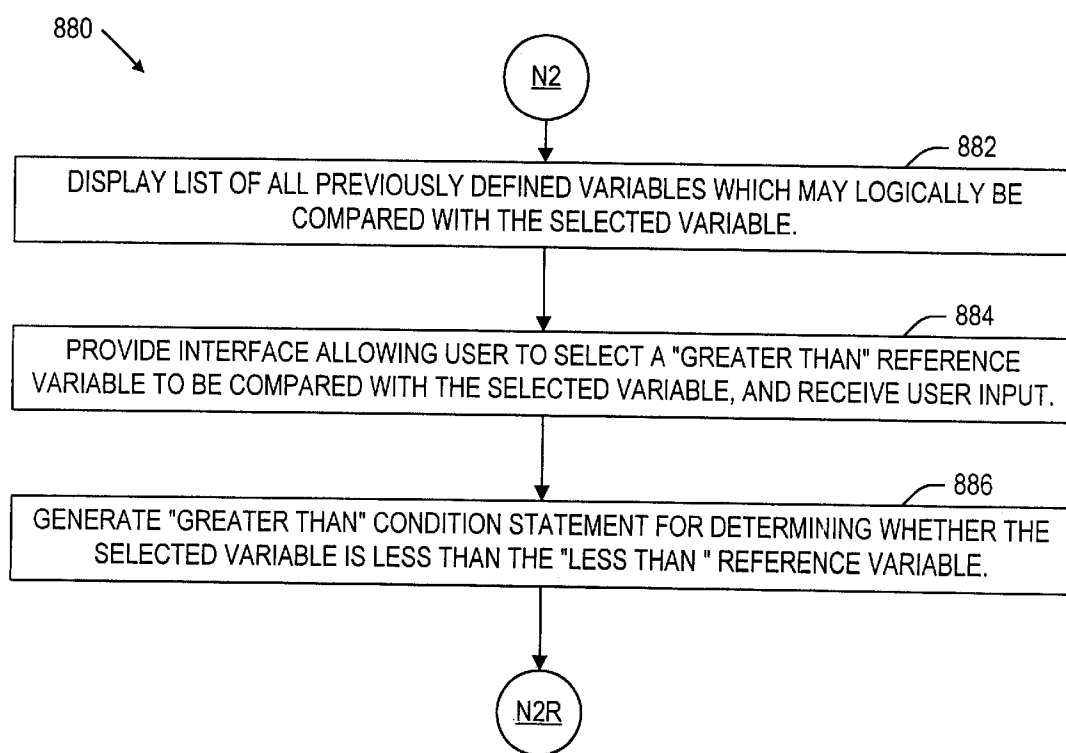 880
N2
882
DISPLAY LIST OF ALL PREVIOUSLY DEFINED VARIABLES WHICH MAY LOGICALLY BE
COMPARED WITH THE SELECTED VARIABLE.
884
PROVIDE INTERFACE ALLOWING USER TO SELECT A "GREATER THAN" REFERENCE
VARIABLE TO BE COMPARED WITH THE SELECTED VARIABLE, AND RECEIVE USER INPUT.
886
GENERATE "GREATER THAN" CONDITION STATEMENT FOR DETERMINING WHETHER THE
SELECTED VARIABLE IS LESS THAN THE "LESS THAN " REFERENCE VARIABLE.
N2R